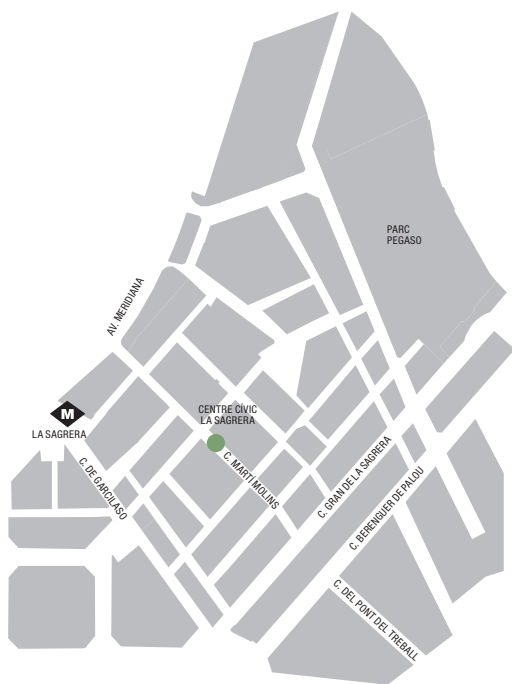 PARC
PEGASO
AV. MERIDIANA
M
LA SAGRERA
CENTRE CÍVIC
LA SAGRERA
C. DE GARCILASO
C. MARTÍ MOLINS
C. GRAN DE LA SAGRERA
C. BERENGUER DE PALOU
C. DEL PONT DEL TREBALL